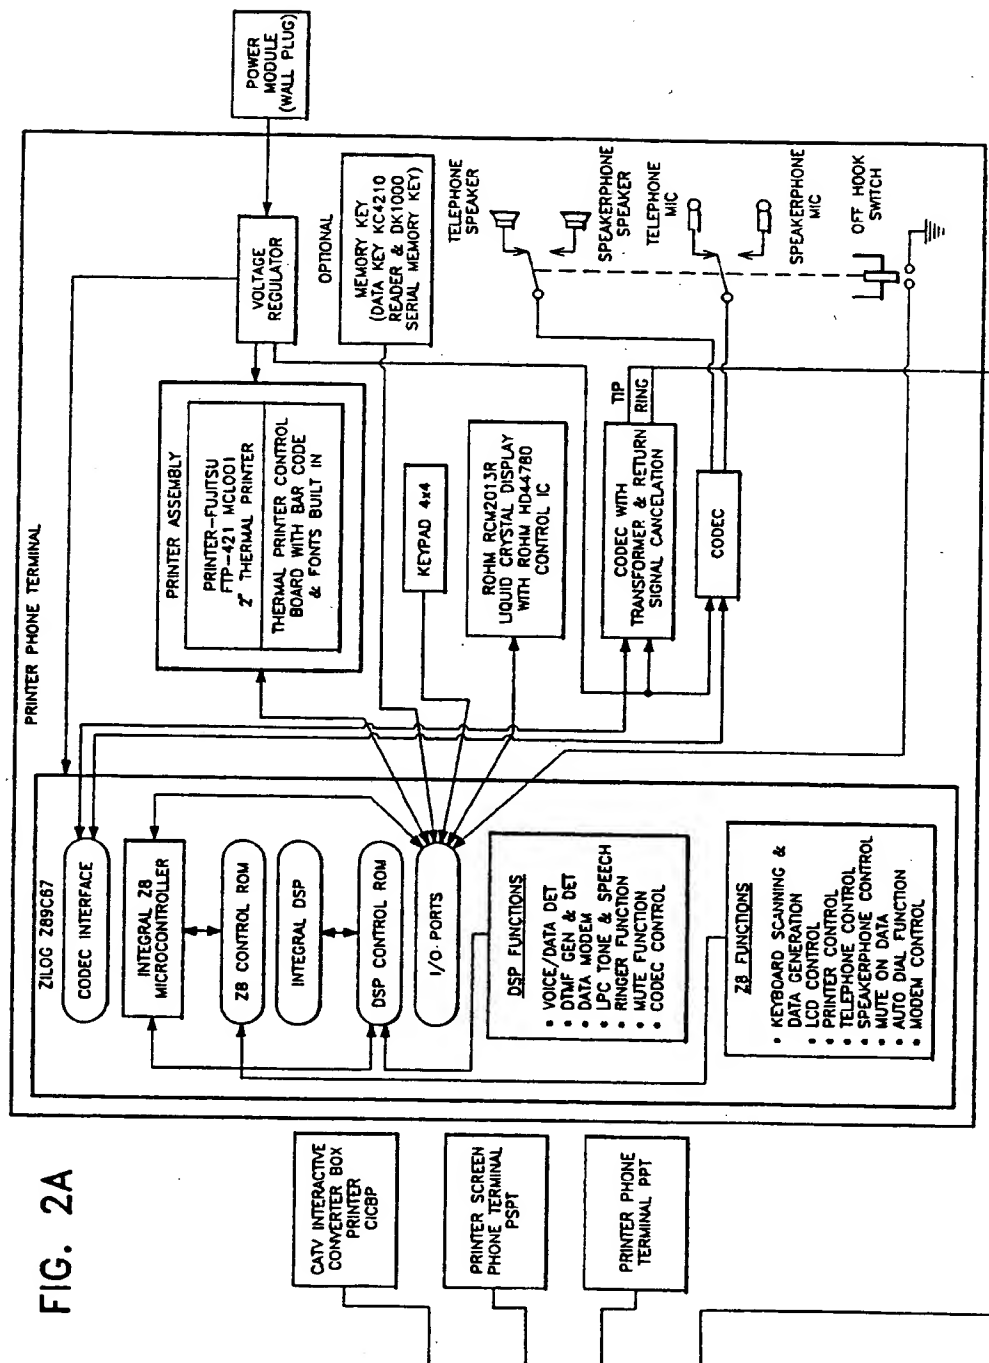 FIG. 2A
PRINTER PHONE TERMINAL
ZILOG Z89C67
CODEC INTERFACE
INTEGRAL Z8
MICROCONTROLLER
Z8 CONTROL ROM
INTEGRAL DSP
DSP CONTROL ROM
I/O PORTS
DSP FUNCTIONS
• VOICE/DATA DET
• DTMF GEN & DET
• DATA MODEM
• LPC TONE & SPEECH
• RINGER FUNCTION
• MUTE FUNCTION
• CODEC CONTROL
Z8 FUNCTIONS
• KEYBOARD SCANNING &
DATA GENERATION
• LCD CONTROL
• PRINTER CONTROL
• TELEPHONE CONTROL
• SPEAKERPHONE CONTROL
• MUTE ON DATA
• AUTO DIAL FUNCTION
• MODEM CONTROL
PRINTER ASSEMBLY
PRINTER-FUJITSU
FTP-421 MCL001
2" THERMAL PRINTER
THERMAL PRINTER CONTROL
BOARD WITH BAR CODE
& FONTS BUILT IN
KEYPAD 4x4
ROHM RCM2013R
LIQUID CRYSTAL DISPLAY
WITH ROHM HD44780
CONTROL IC
CODEC WITH
TRANSFORMER & RETURN
SIGNAL CANCELATION
TIP
RING
CODEC
VOLTAGE
REGULATOR
OPTIONAL
MEMORY KEY
(DATA KEY KC4210
READER & DK1000
SERIAL MEMORY KEY)
TELEPHONE
SPEAKER
SPEAKERPHONE
SPEAKER
TELEPHONE
MIC
SPEAKERPHONE
MIC
OFF HOOK
SWITCH
POWER
MODULE
(WALL PLUG)
CATV INTERACTIVE
CONVERTER BOX
PRINTER
CICBP
PRINTER SCREEN
PHONE TERMINAL
PSPT
PRINTER PHONE
TERMINAL PPT